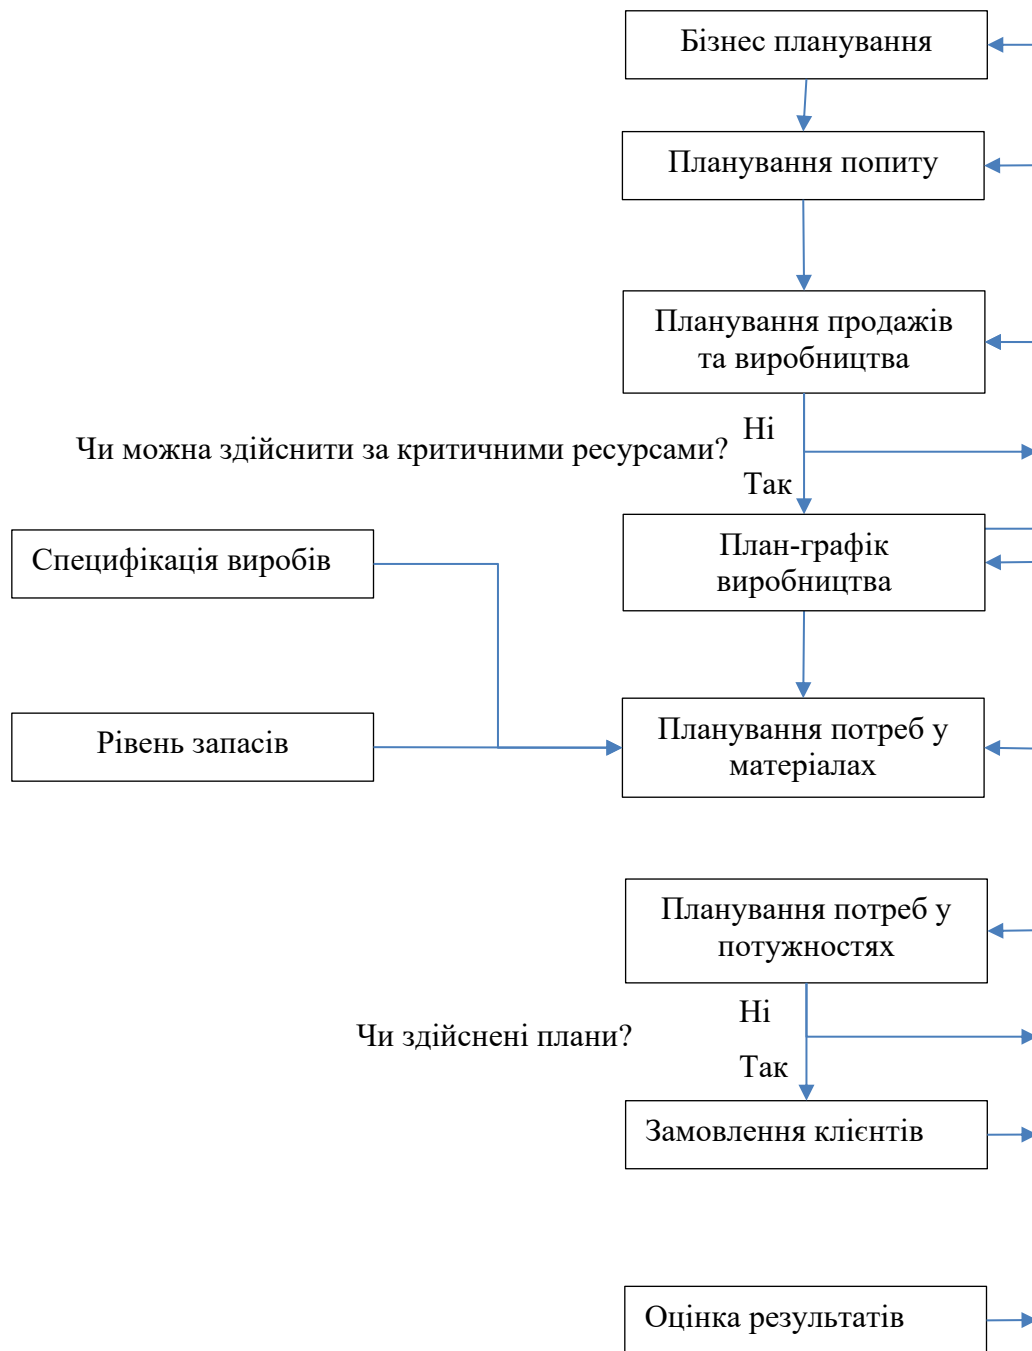 Бізнес планування
Планування попиту
Планування продажів
та виробництва
Ні
Чи можна здійснити за критичними ресурсами?
Так
План-графік
виробництва
Специфікація виробів
Рівень запасів
Планування потреб у
матеріалах
Планування потреб у
потужностях
Ні
Чи здійснені плани?
Так
Замовлення клієнтів
Оцінка результатів